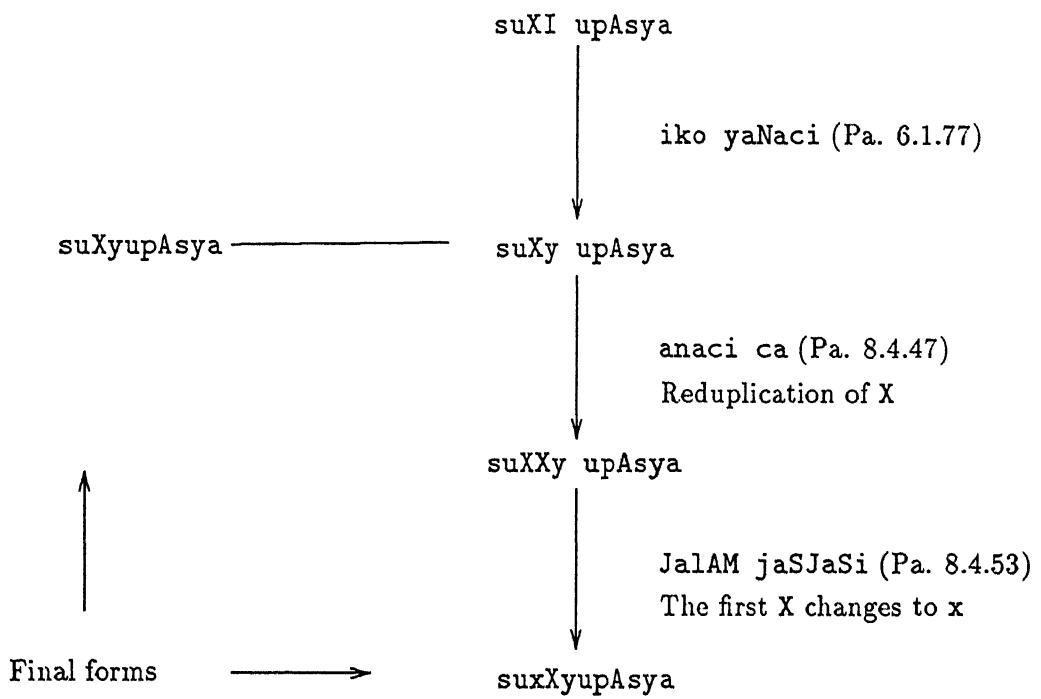 suXI upAsya
iko yaNaci (Pa. 6.1.77)
suXyupAsya
suXy upAsya
anaci ca (Pa. 8.4.47)
Reduplication of X
suXXy upAsya
JalAM jaSJaSi (Pa. 8.4.53)
The first X changes to x
Final forms
suxXyupAsya